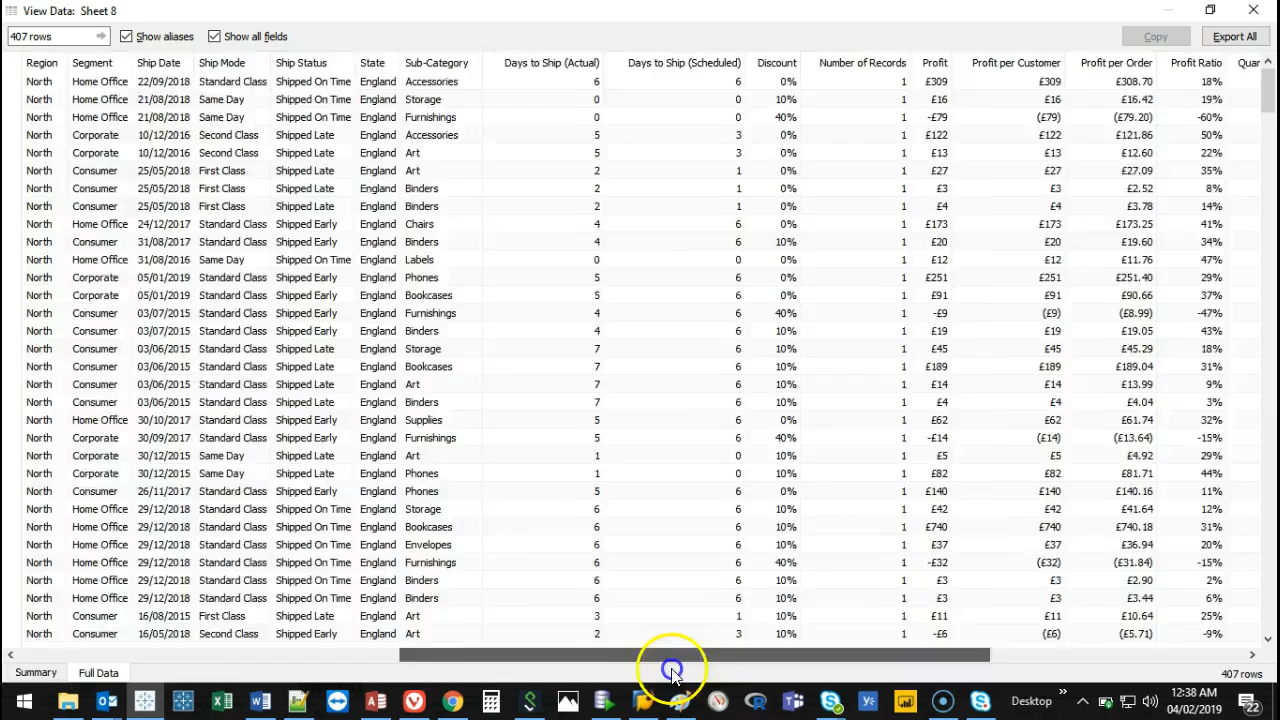 View Data: Sheet 8
407 rows Show aliases Show all fields Copy Export All
Region Segment Ship Date Ship Mode Ship Status State Sub-Category Days to Ship (Actual) Days to Ship (Scheduled) Discount Number of Records Profit Profit per Customer Profit per Order Profit Ratio Quar
North Home Office 22/09/2018 Standard Class Shipped On Time England Accessories 6 6 0% 1 £309 £309 £308.70 18%
North Home Office 21/08/2018 Same Day Shipped On Time England Storage 0 0 10% 1 £16 £16 £16.42 19%
North Home Office 21/08/2018 Same Day Shipped On Time England Furnishings 0 0 40% 1 -£79 (£79) (£79.20) -60%
North Corporate 10/12/2016 Second Class Shipped Late England Accessories 5 3 0% 1 £122 £122 £121.86 50%
North Corporate 10/12/2016 Second Class Shipped Late England Art 5 3 0% 1 £13 £13 £12.60 22%
North Consumer 25/05/2018 First Class Shipped Late England Art 2 1 0% 1 £27 £27 £27.09 35%
North Consumer 25/05/2018 First Class Shipped Late England Binders 2 1 0% 1 £3 £3 £2.52 8%
North Consumer 25/05/2018 First Class Shipped Late England Binders 2 1 0% 1 £4 £4 £3.78 14%
North Home Office 24/12/2017 Standard Class Shipped Early England Chairs 4 6 0% 1 £173 £173 £173.25 41%
North Consumer 31/08/2017 Standard Class Shipped Early England Binders 4 6 10% 1 £20 £20 £19.60 34%
North Home Office 31/08/2016 Same Day Shipped On Time England Labels 0 0 0% 1 £12 £12 £11.76 47%
North Corporate 05/01/2019 Standard Class Shipped Early England Phones 5 6 0% 1 £251 £251 £251.40 29%
North Corporate 05/01/2019 Standard Class Shipped Early England Bookcases 5 6 0% 1 £91 £91 £90.66 37%
North Consumer 03/07/2015 Standard Class Shipped Early England Furnishings 4 6 40% 1 -£9 (£9) (£8.99) -47%
North Consumer 03/07/2015 Standard Class Shipped Early England Binders 4 6 10% 1 £19 £19 £19.05 43%
North Consumer 03/06/2015 Standard Class Shipped Late England Storage 7 6 10% 1 £45 £45 £45.29 18%
North Consumer 03/06/2015 Standard Class Shipped Late England Bookcases 7 6 10% 1 £189 £189 £189.04 31%
North Consumer 03/06/2015 Standard Class Shipped Late England Art 7 6 10% 1 £14 £14 £13.99 9%
North Consumer 03/06/2015 Standard Class Shipped Late England Binders 7 6 10% 1 £4 £4 £4.04 3%
North Home Office 30/10/2017 Standard Class Shipped Early England Supplies 5 6 0% 1 £62 £62 £61.74 32%
North Corporate 30/09/2017 Standard Class Shipped Early England Furnishings 5 6 40% 1 -£14 (£14) (£13.64) -15%
North Corporate 30/12/2015 Same Day Shipped Late England Art 1 0 10% 1 £5 £5 £4.92 29%
North Corporate 30/12/2015 Same Day Shipped Late England Phones 1 0 10% 1 £82 £82 £81.71 44%
North Consumer 26/11/2017 Standard Class Shipped Early England Phones 5 6 0% 1 £140 £140 £140.16 11%
North Home Office 29/12/2018 Standard Class Shipped On Time England Storage 6 6 10% 1 £42 £42 £41.64 12%
North Home Office 29/12/2018 Standard Class Shipped On Time England Bookcases 6 6 10% 1 £740 £740 £740.18 31%
North Home Office 29/12/2018 Standard Class Shipped On Time England Envelopes 6 6 10% 1 £37 £37 £36.94 20%
North Home Office 29/12/2018 Standard Class Shipped On Time England Furnishings 6 6 40% 1 -£32 (£32) (£31.84) -15%
North Home Office 29/12/2018 Standard Class Shipped On Time England Binders 6 6 10% 1 £3 £3 £2.90 2%
North Home Office 29/12/2018 Standard Class Shipped On Time England Binders 6 6 10% 1 £3 £3 £3.44 6%
North Consumer 16/08/2015 First Class Shipped Late England Art 3 1 10% 1 £11 £11 £10.64 25%
North Consumer 16/05/2018 Second Class Shipped Early England Art 2 3 10% 1 -£6 (£6) (£5.71) -9%
Summary Full Data 407 rows
Desktop 12:38 AM
04/02/2019 22